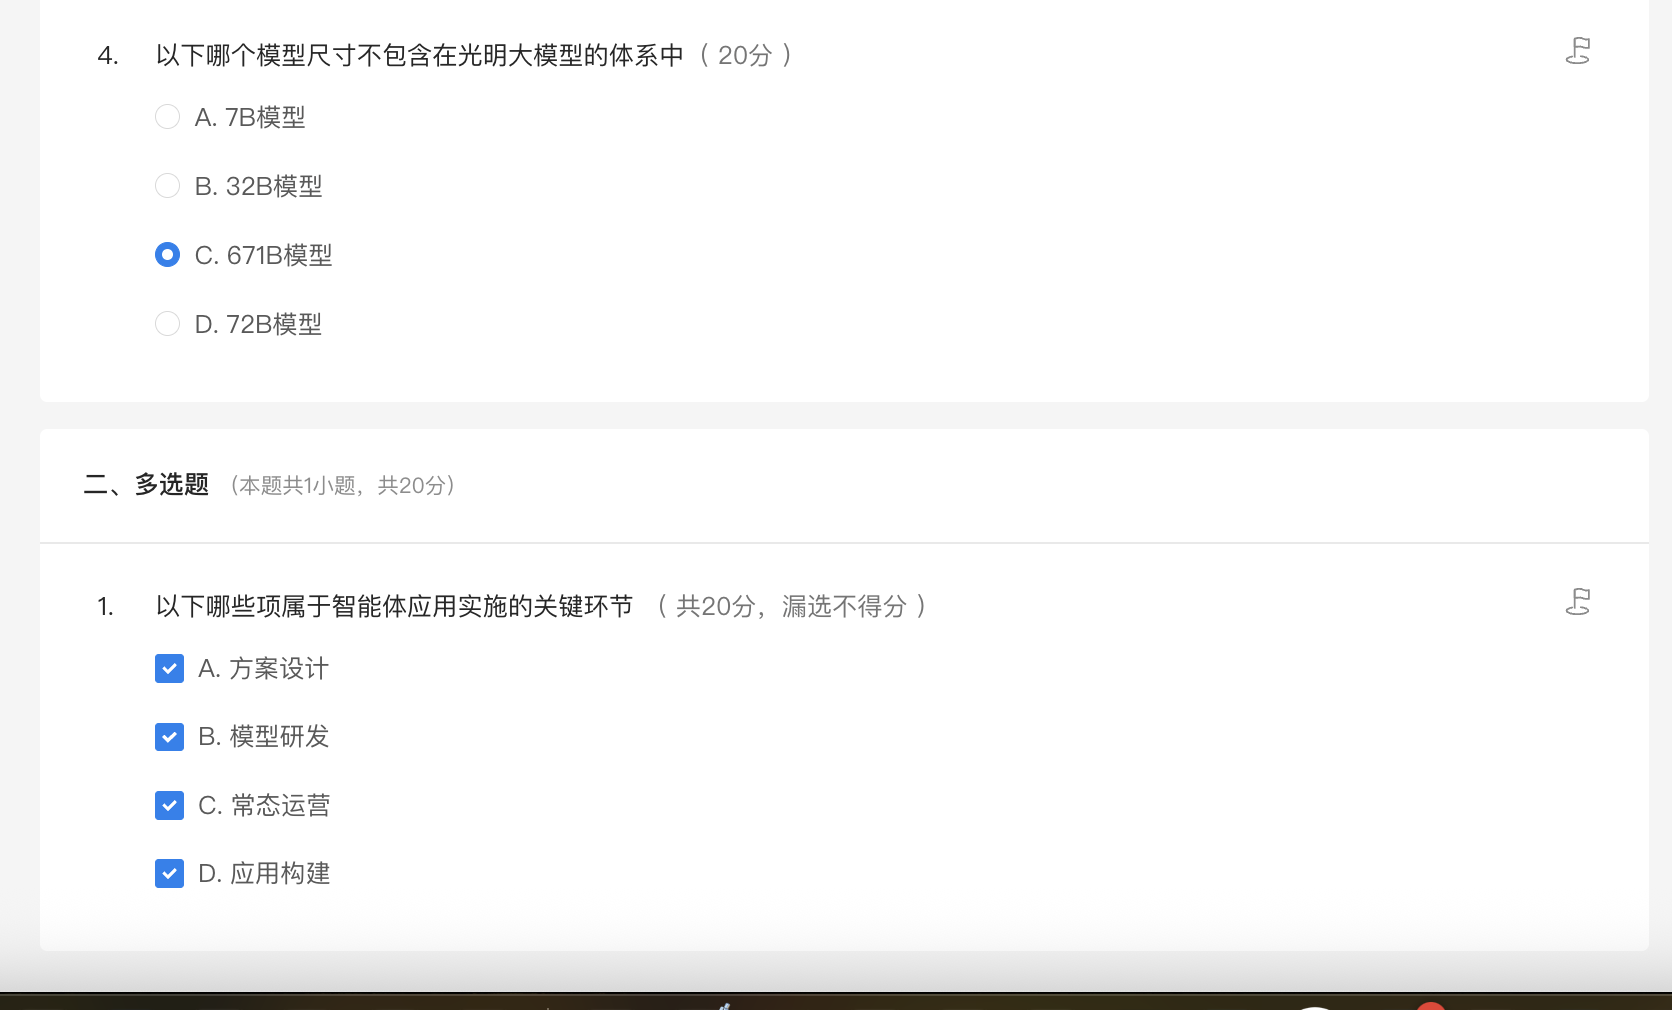 4. 以下哪个模型尺寸不包含在光明大模型的体系中（ 20分 ）
A. 7B模型
B. 32B模型
C. 671B模型
D. 72B模型
二、多选题 （本题共1小题，共20分）
1. 以下哪些项属于智能体应用实施的关键环节 （ 共20分，漏选不得分 ）
A. 方案设计
B. 模型研发
C. 常态运营
D. 应用构建